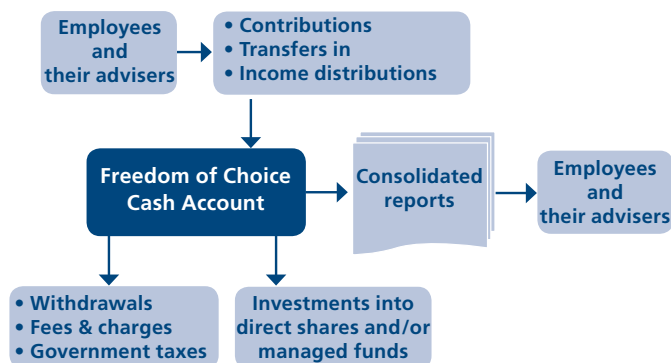 Employees
and
their advisers
• Contributions
• Transfers in
• Income distributions
Freedom of Choice
Cash Account
Consolidated
reports
Employees
and
their advisers
• Withdrawals
• Fees & charges
• Government taxes
Investments into
direct shares and/or
managed funds